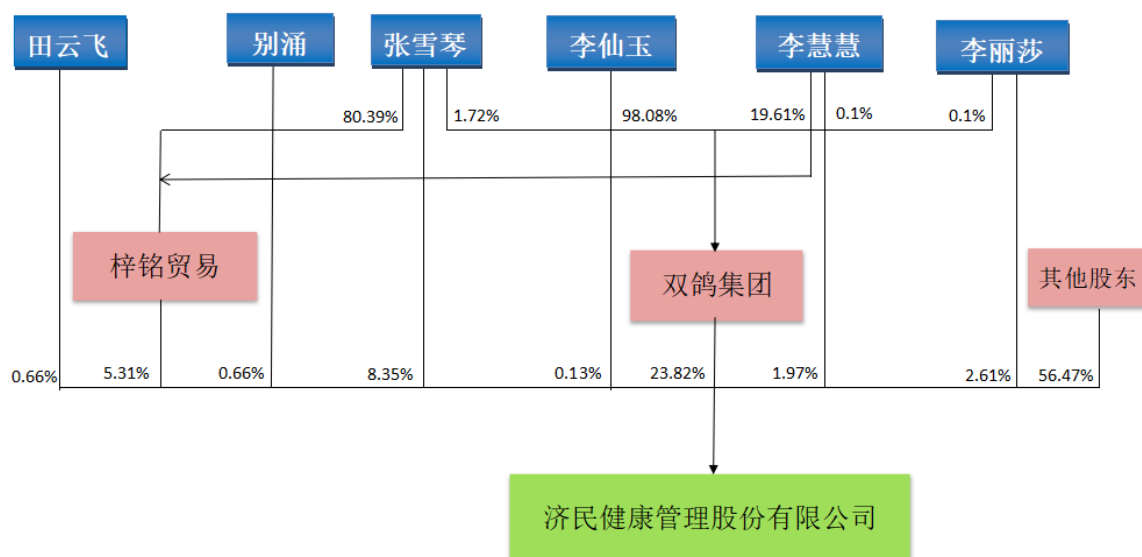 田云飞
别涌
张雪琴
李仙玉
李慧慧
李丽莎
80.39%
1.72%
98.08%
19.61%
0.1%
0.1%
梓铭贸易
双鸽集团
其他股东
0.66%
5.31%
0.66%
8.35%
0.13%
23.82%
1.97%
2.61%
56.47%
济民健康管理股份有限公司